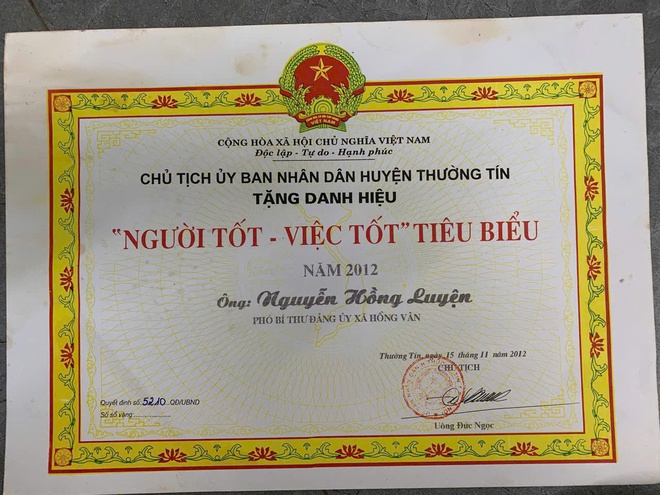 CỘNG HÒA XÃ HỘI CHỦ NGHĨA VIỆT NAM
Độc lập - Tự do - Hạnh phúc
CHỦ TỊCH ỦY BAN NHÂN DÂN HUYỆN THƯỜNG TÍN
TẶNG DANH HIỆU
"NGƯỜI TỐT - VIỆC TỐT" TIÊU BIỂU
NĂM 2012
Ông: Nguyễn Hồng Luyện
PHÓ BÍ THƯ ĐẢNG ỦY XÃ HỒNG VÂN
Thường Tín, ngày 15 tháng 11 năm 2012
CHỦ TỊCH
Quyết định số: 5210 .QĐ/UBND
Số sổ vàng:
Uông Đức Ngọc